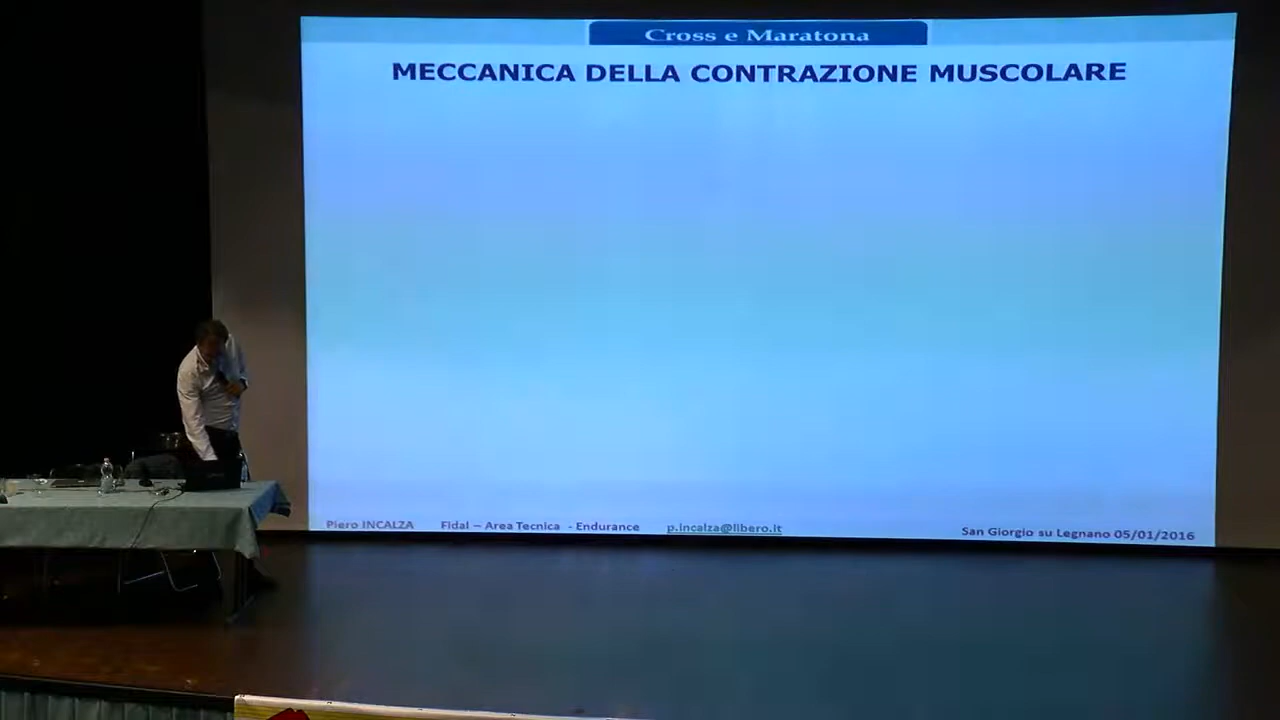 Cross e Maratona
MECCANICA DELLA CONTRAZIONE MUSCOLARE
Piero INCALZA Fidal – Area Tecnica - Endurance p.incalza@libero.it San Giorgio su Legnano 05/01/2016